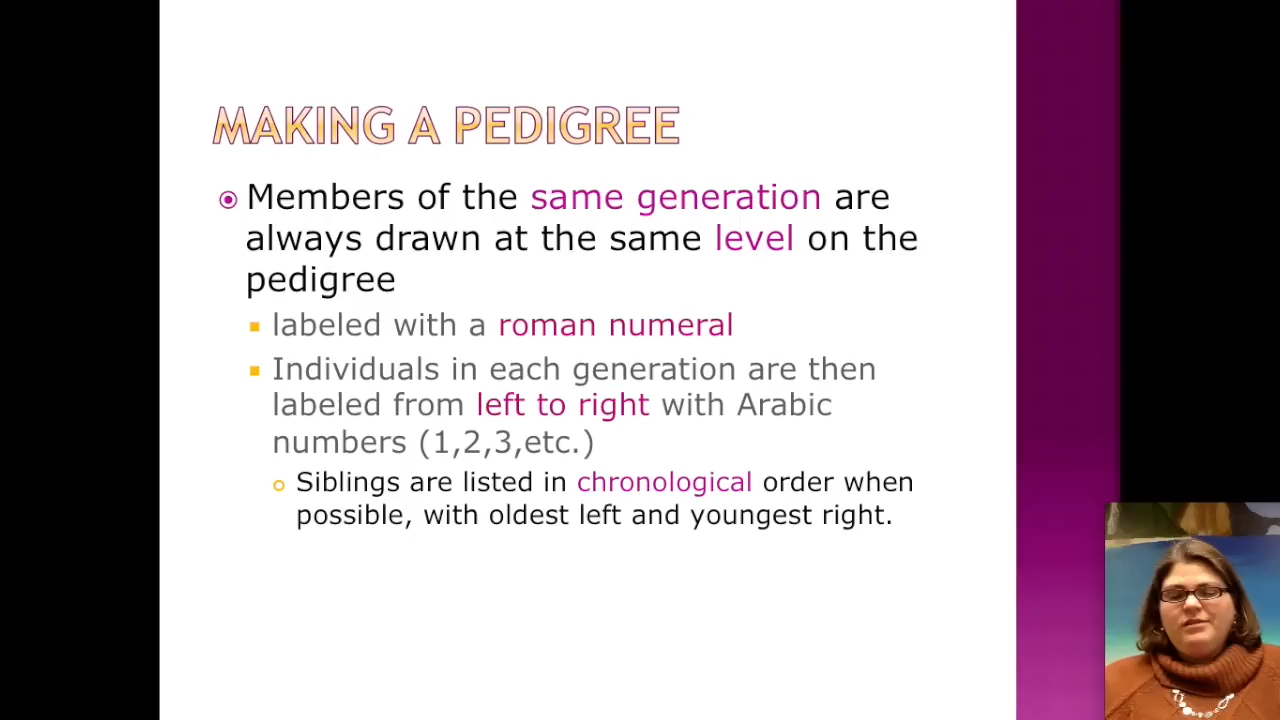 MAKING A PEDIGREE
Members of the same generation are
always drawn at the same level on the
pedigree
labeled with a roman numeral
Individuals in each generation are then
labeled from left to right with Arabic
numbers (1,2,3,etc.)
Siblings are listed in chronological order when
possible, with oldest left and youngest right.